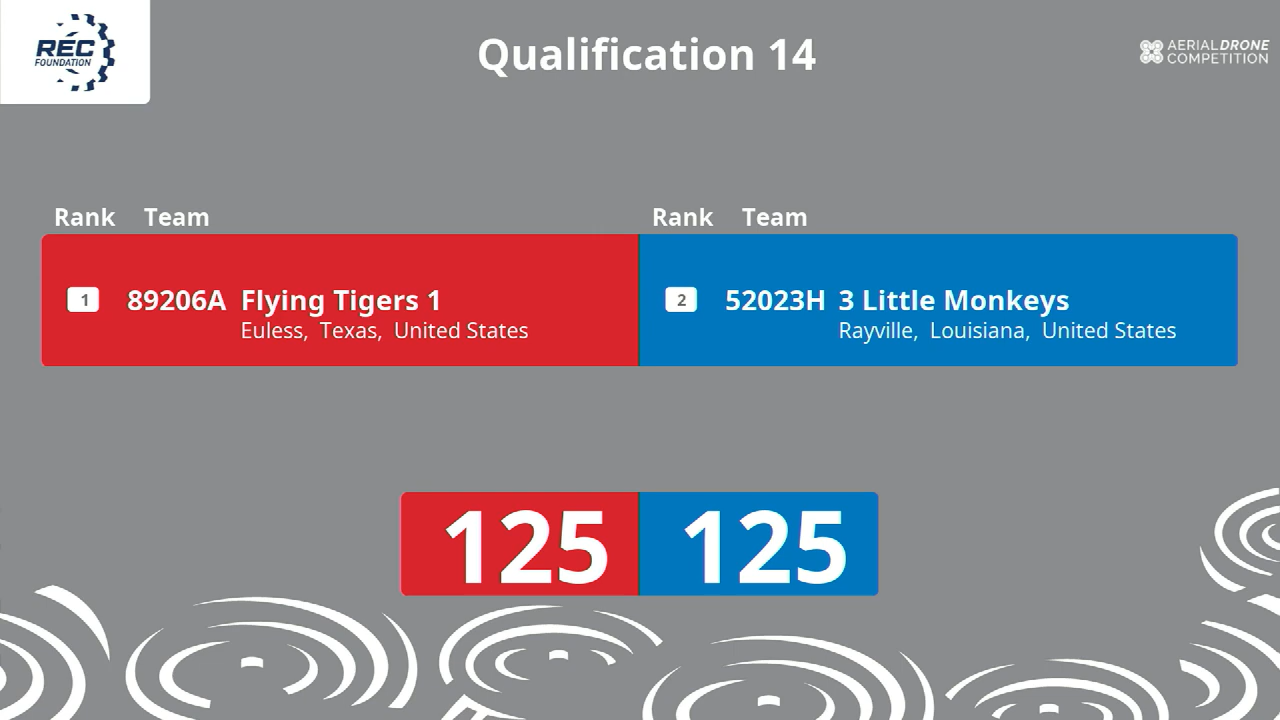 REC
FOUNDATION
Qualification 14
AERIALDRONE
COMPETITION
Rank Team
Rank Team
1 89206A Flying Tigers 1
Euless, Texas, United States
2 52023H 3 Little Monkeys
Rayville, Louisiana, United States
125 125